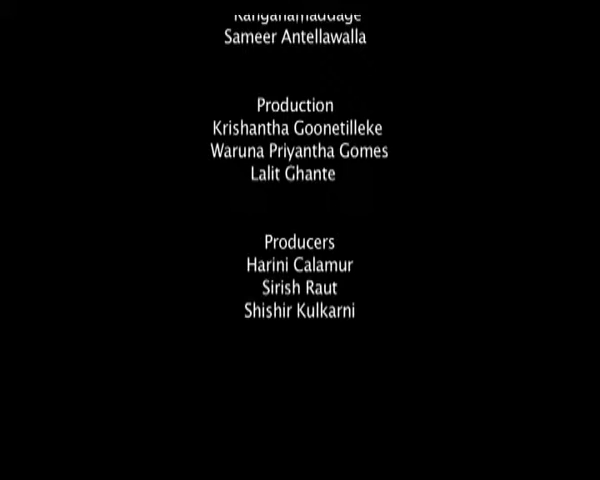 Sameer Antellawalla
Production
Krishantha Goonetilleke
Waruna Priyantha Gomes
Lalit Ghante
Producers
Harini Calamur
Sirish Raut
Shishir Kulkarni